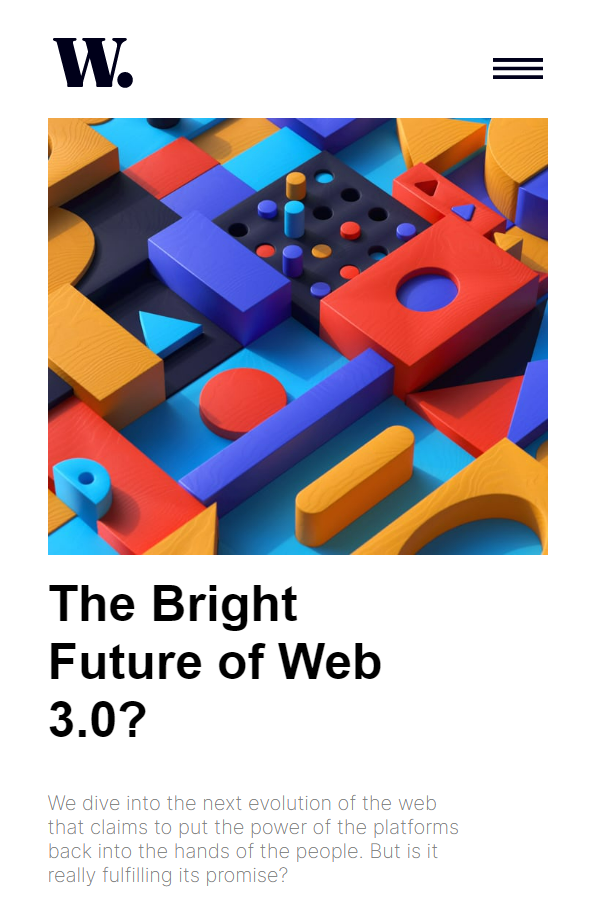 W.
The Bright
Future of Web
3.0?
We dive into the next evolution of the web
that claims to put the power of the platforms
back into the hands of the people. But is it
really fulfilling its promise?